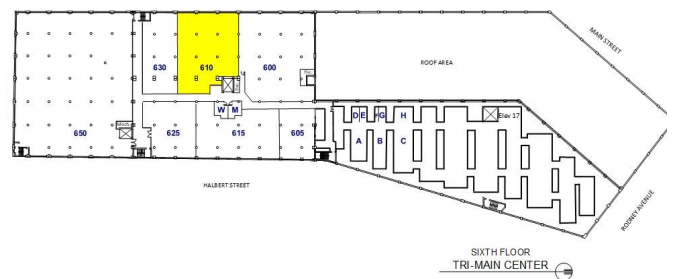 MAIN STREET
ROOF AREA
630
610
600
W M
650
625
615
605
D E
G
H
Elev 17
A
B
C
HALBERT STREET
RODNEY AVENUE
SIXTH FLOOR
TRI-MAIN CENTER